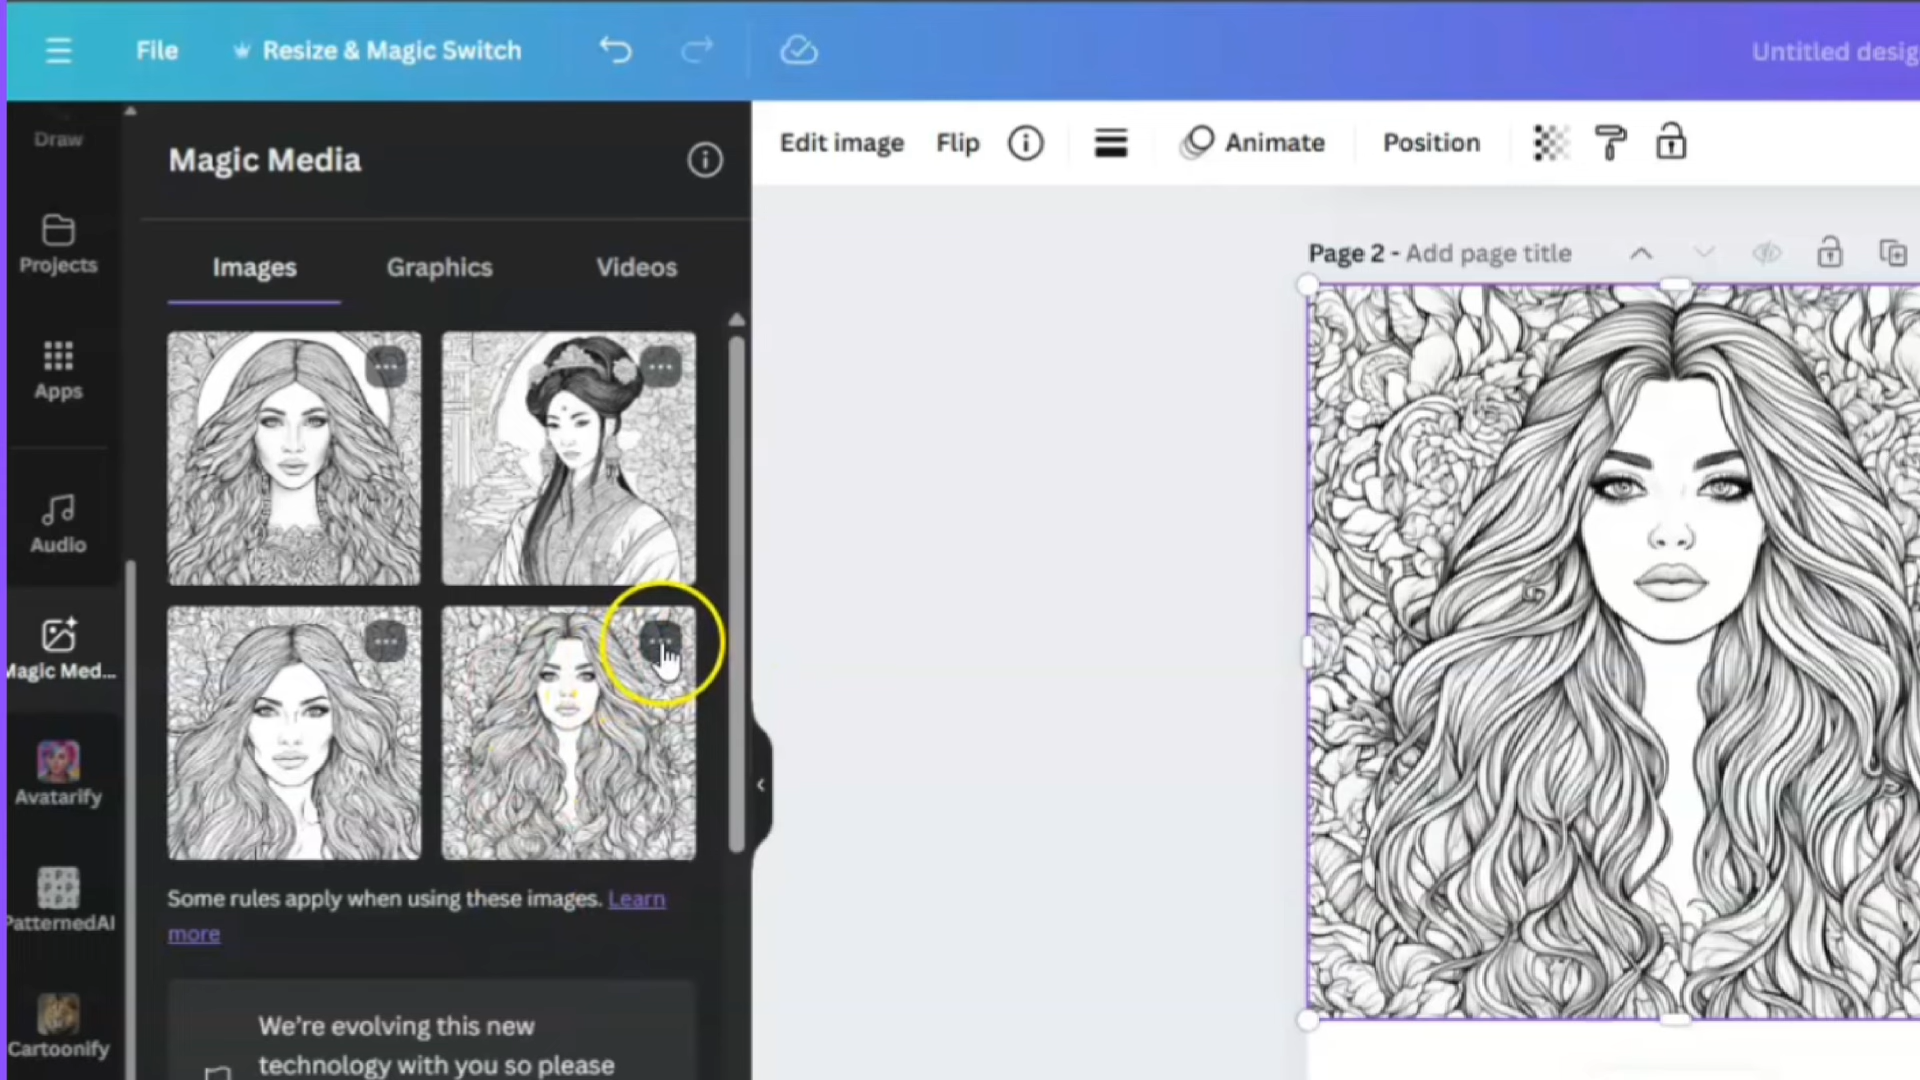 File
Resize & Magic Switch
Untitled desig
Draw
Projects
Apps
Audio
Magic Med...
Avatarify
PatternedAI
Cartoonify
Magic Media
Images
Graphics
Videos
Some rules apply when using these images. Learn
more
We're evolving this new
technology with you so please
Edit image
Flip
Animate
Position
Page 2 - Add page title